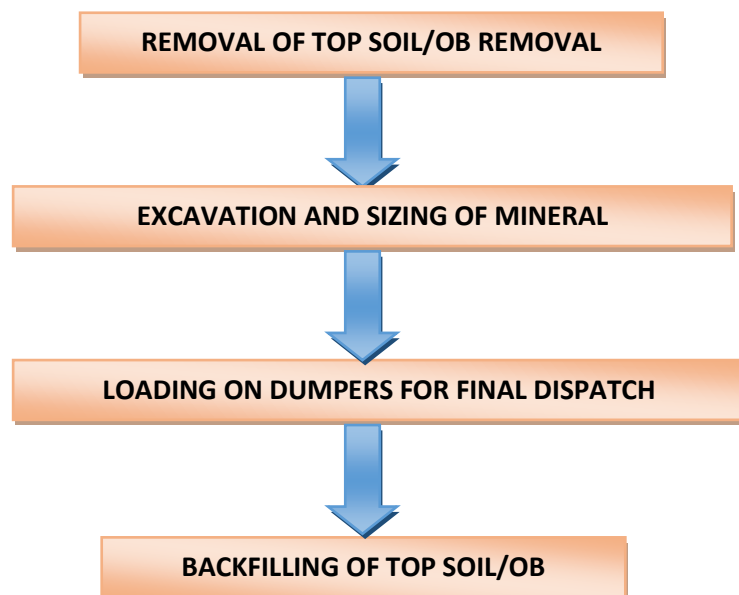 REMOVAL OF TOP SOIL/OB REMOVAL
EXCAVATION AND SIZING OF MINERAL
LOADING ON DUMPERS FOR FINAL DISPATCH
BACKFILLING OF TOP SOIL/OB